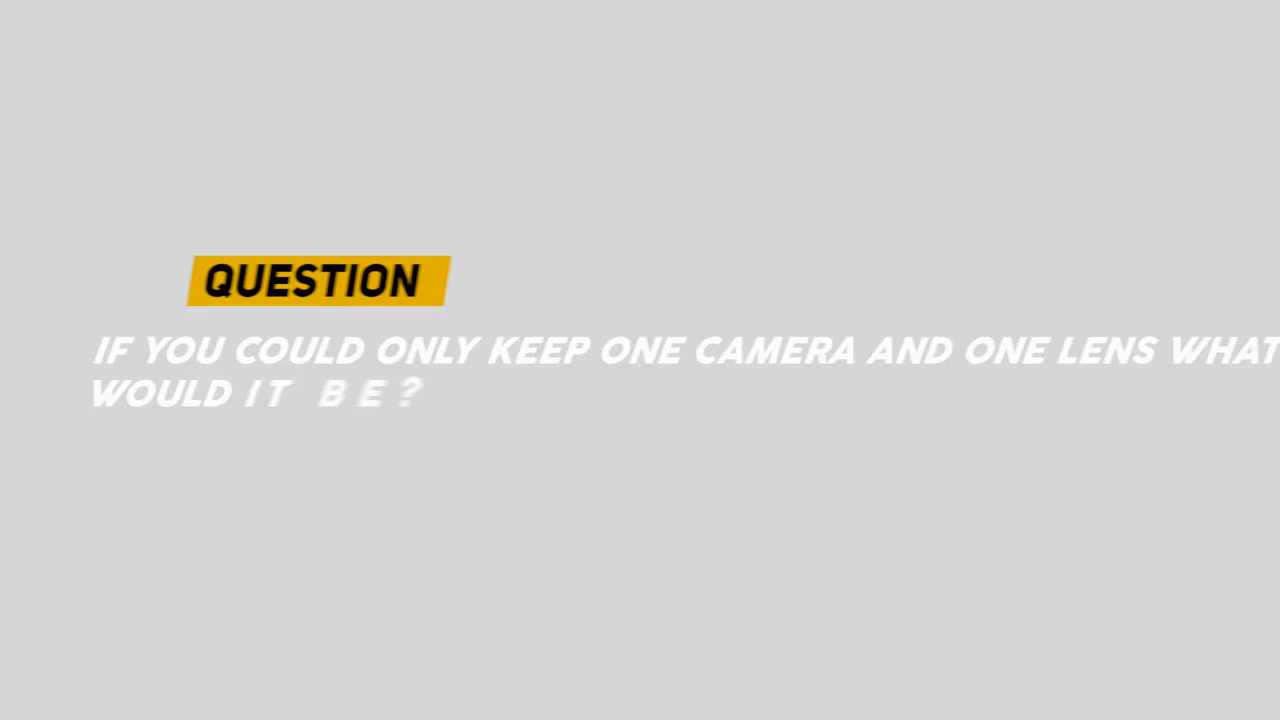 QUESTION
IF YOU COULD ONLY KEEP ONE CAMERA AND ONE LENS WHAT
WOULD IT BE?